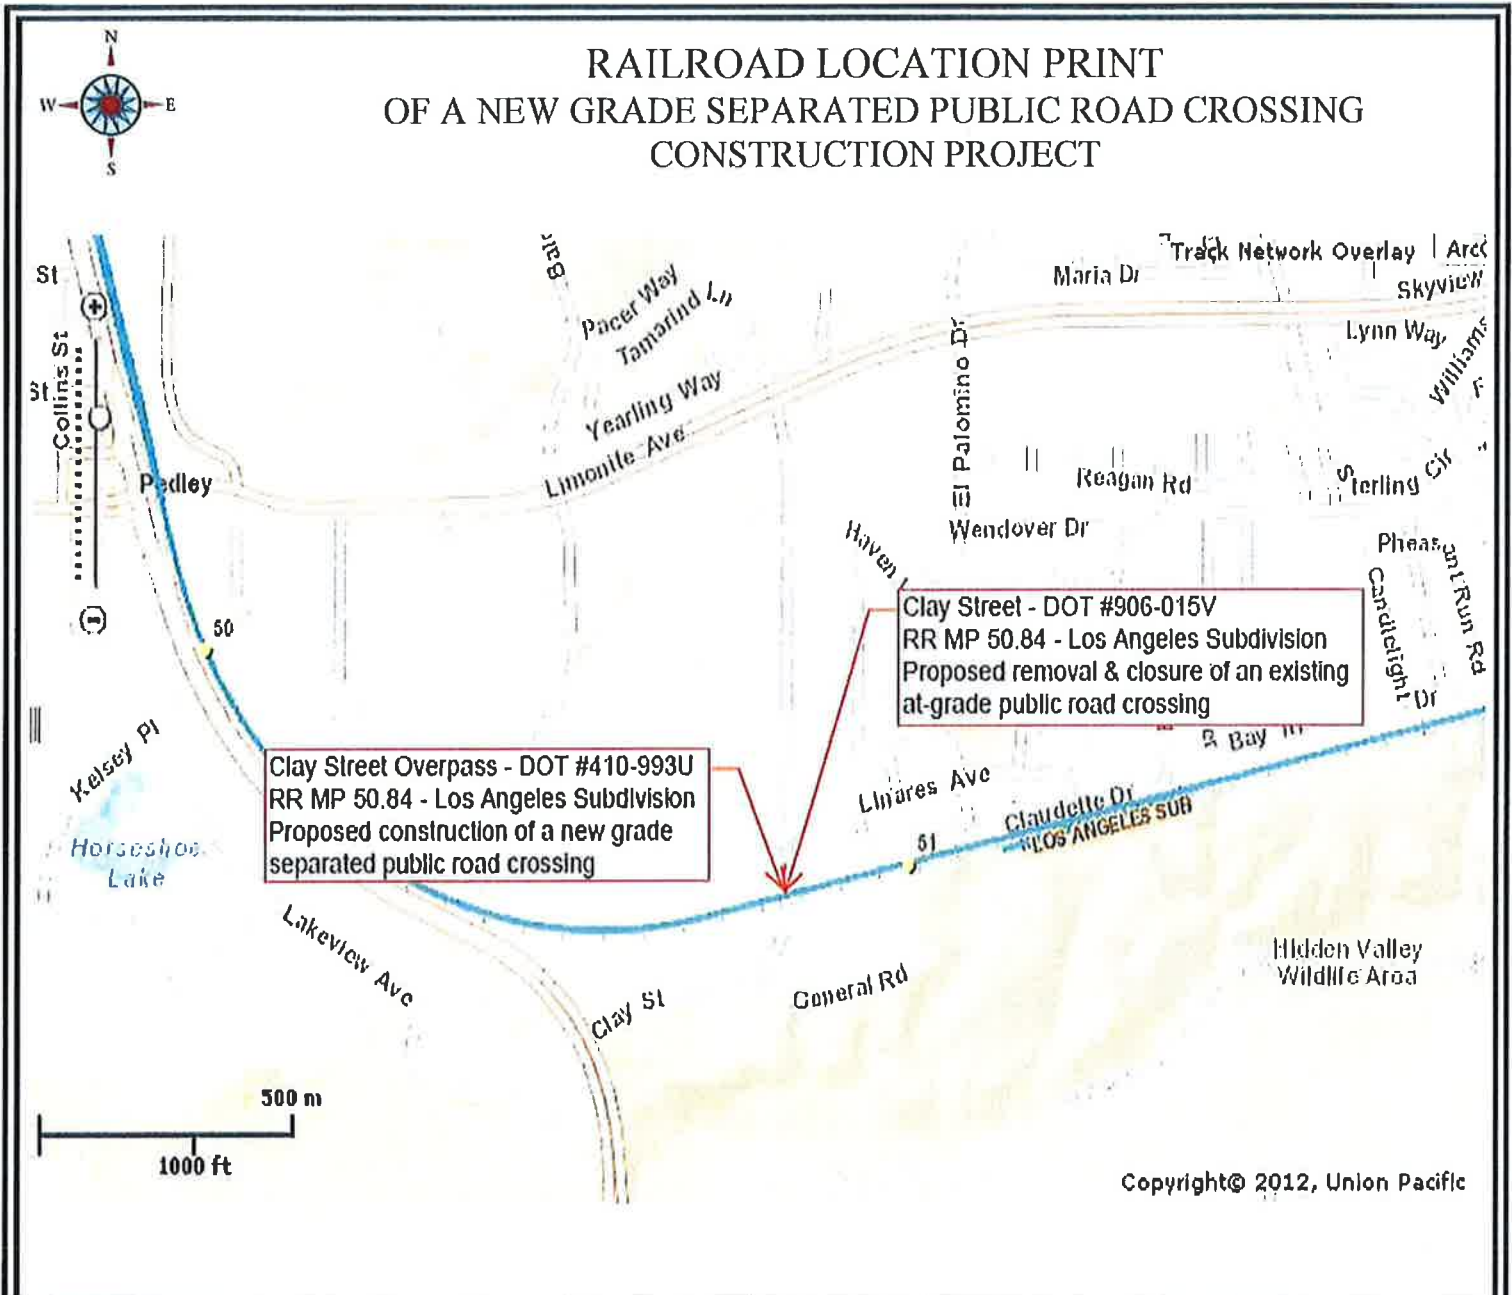 N
W E
S
RAILROAD LOCATION PRINT
OF A NEW GRADE SEPARATED PUBLIC ROAD CROSSING
CONSTRUCTION PROJECT
Track Network Overlay
St
Maria Dr
Skyview
Pacer Way
Tamarind Ln
Lynn Way
Collins St
St
El Palomino Dr
Williams
Yearling Way
Limonite Ave
Pedley
Reagan Rd
Sterling Cir
Wendover Dr
Haven
Pheasant Run Rd
Candlelight Dr
Clay Street - DOT #906-015V
RR MP 50.84 - Los Angeles Subdivision
Proposed removal & closure of an existing
at-grade public road crossing
50
Bay
Kelsey Pl
Clay Street Overpass - DOT #410-993U
RR MP 50.84 - Los Angeles Subdivision
Proposed construction of a new grade
separated public road crossing
Linares Ave
Claudette Dr
LOS ANGELES SUB
51
Horseshoe
Lake
Lakeview Ave
Hidden Valley
Wildlife Area
General Rd
Clay St
500 m
1000 ft
Copyright© 2012, Union Pacific